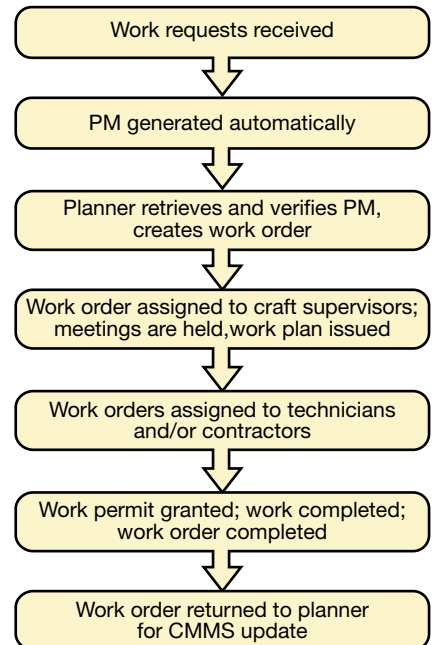 Work requests received
PM generated automatically
Planner retrieves and verifies PM,
creates work order
Work order assigned to craft supervisors;
meetings are held,work plan issued
Work orders assigned to technicians
and/or contractors
Work permit granted; work completed;
work order completed
Work order returned to planner
for CMMS update